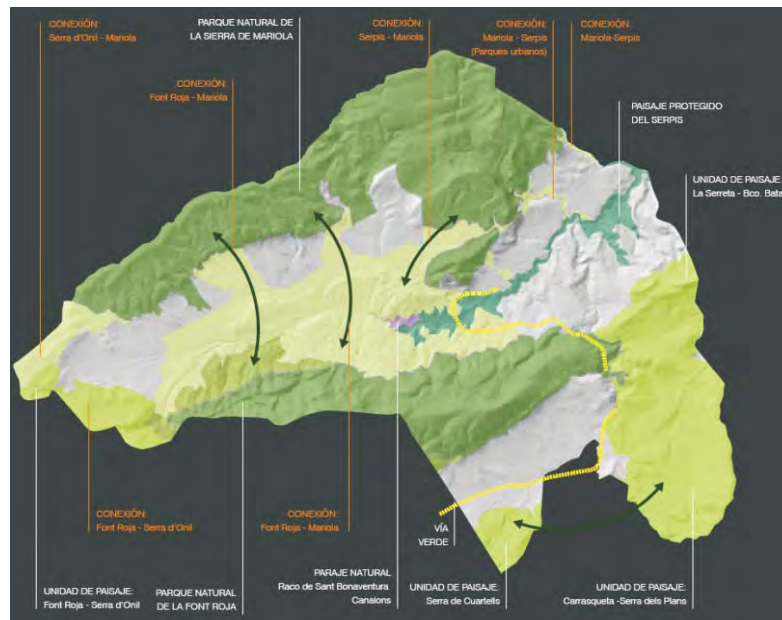 CONEXIÓN:
Serra d'Onil - Mariola
PARQUE NATURAL DE
LA SIERRA DE MARIOLA
CONEXIÓN:
Serpis - Mariola
CONEXIÓN:
Mariola - Serpis
(Parques urbanos)
CONEXIÓN:
Mariola-Serpis
CONEXIÓN:
Font Roja - Mariola
PAISAJE PROTEGIDO
DEL SERPIS
UNIDAD DE PAISAJE:
La Serreta - Bco. Batà
CONEXIÓN:
Font Roja - Serra d'Onil
CONEXIÓN:
Font Roja - Mariola
VÍA
VERDE
UNIDAD DE PAISAJE:
Font Roja - Serra d'Onil
PARQUE NATURAL
DE LA FONT ROJA
PARAJE NATURAL
Raco de Sant Bonaventura
Canalons
UNIDAD DE PAISAJE:
Serra de Cuartells
UNIDAD DE PAISAJE:
Carrasqueta -Serra dels Plans